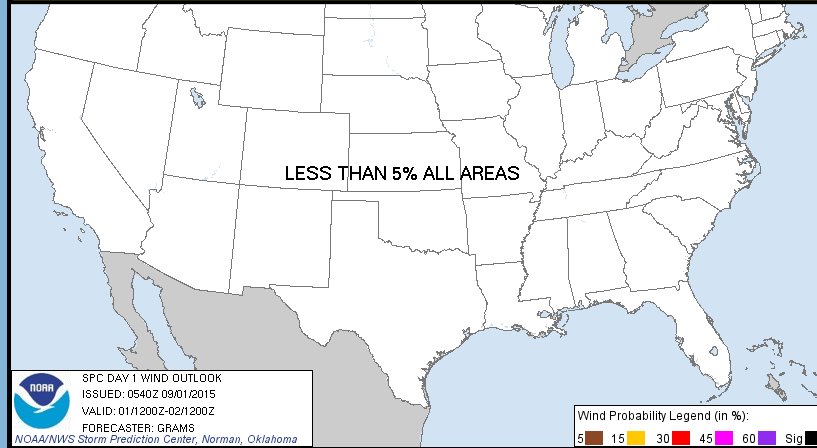 LESS THAN 5% ALL AREAS
NOAA
SPC DAY 1 WIND OUTLOOK
ISSUED: 0540Z 09/01/2015
VALID: 01/1200Z-02/1200Z
FORECASTER: GRAMS
NOAA/NWS Storm Prediction Center, Norman, Oklahoma
Wind Probability Legend (in %):
5 15 30 45 60 Sig